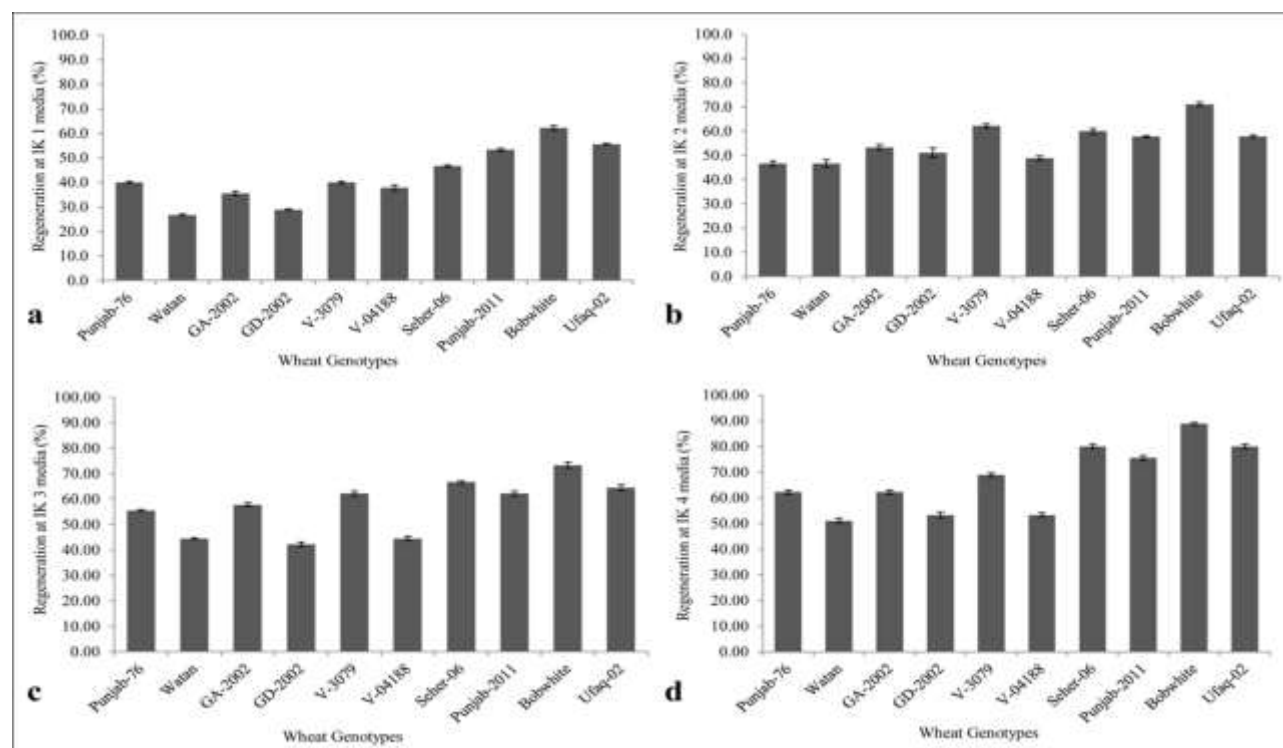 Regeneration at IK 1 media (%)
100.0
90.0
80.0
70.0
60.0
50.0
40.0
30.0
20.0
10.0
0.0
Punjab-76
Watan
GA-2002
GD-2002
V-3079
V-04188
Seher-06
Punjab-2011
Bobwhite
Ufaq-02
a
Wheat Genotypes
Regeneration at IK 2 media (%)
100.0
90.0
80.0
70.0
60.0
50.0
40.0
30.0
20.0
10.0
0.0
Punjab-76
Watan
GA-2002
GD-2002
V-3079
V-04188
Seher-06
Punjab-2011
Bobwhite
Ufaq-02
b
Wheat Genotypes
Regeneration at IK 3 media (%)
100.00
90.00
80.00
70.00
60.00
50.00
40.00
30.00
20.00
10.00
0.00
Punjab-76
Watan
GA-2002
GD-2002
V-3079
V-04188
Seher-06
Punjab-2011
Bobwhite
Ufaq-02
c
Wheat Genotypes
Regeneration at IK 4 media (%)
100.00
90.00
80.00
70.00
60.00
50.00
40.00
30.00
20.00
10.00
0.00
Punjab-76
Watan
GA-2002
GD-2002
V-3079
V-04188
Seher-06
Punjab-2011
Bobwhite
Ufaq-02
d
Wheat Genotypes